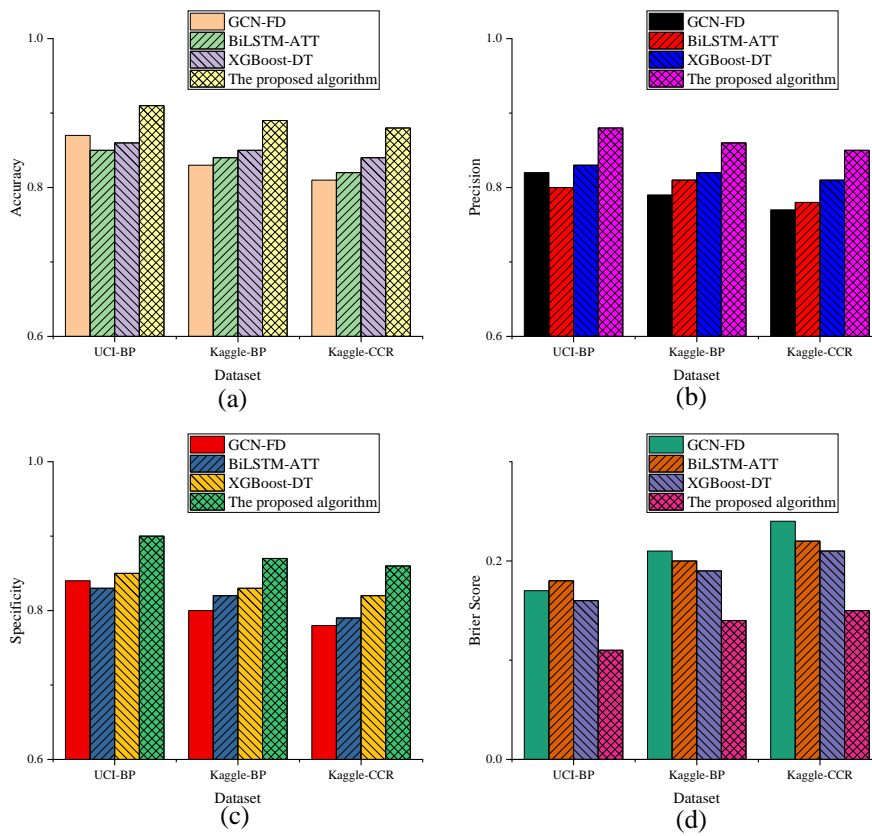 GCN-FD
BiLSTM-ATT
XGBoost-DT
The proposed algorithm
1.0
0.8
0.6
Accuracy
UCI-BP
Kaggle-BP
Kaggle-CCR
Dataset
(a)
GCN-FD
BiLSTM-ATT
XGBoost-DT
The proposed algorithm
1.0
0.8
0.6
Precision
UCI-BP
Kaggle-BP
Kaggle-CCR
Dataset
(b)
GCN-FD
BiLSTM-ATT
XGBoost-DT
The proposed algorithm
1.0
0.8
0.6
Specificity
UCI-BP
Kaggle-BP
Kaggle-CCR
Dataset
(c)
GCN-FD
BiLSTM-ATT
XGBoost-DT
The proposed algorithm
0.2
0.0
Brier Score
UCI-BP
Kaggle-BP
Kaggle-CCR
Dataset
(d)